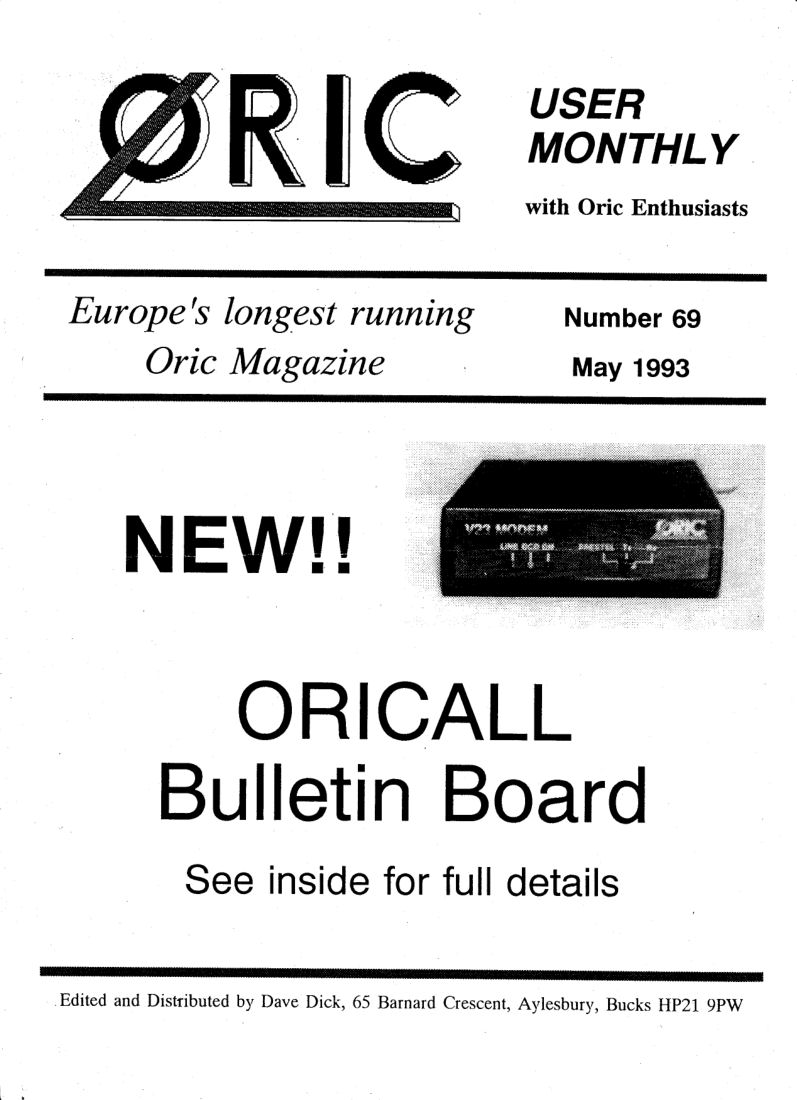 ORIC
USER
MONTHLY
with Oric Enthusiasts
Europe's longest running
Oric Magazine
Number 69
May 1993
NEW!!
V23 MODEM
ORIC
LINE DCD OH
PRESTEL Tx Rx
ORICALL
Bulletin Board
See inside for full details
Edited and Distributed by Dave Dick, 65 Barnard Crescent, Aylesbury, Bucks HP21 9PW